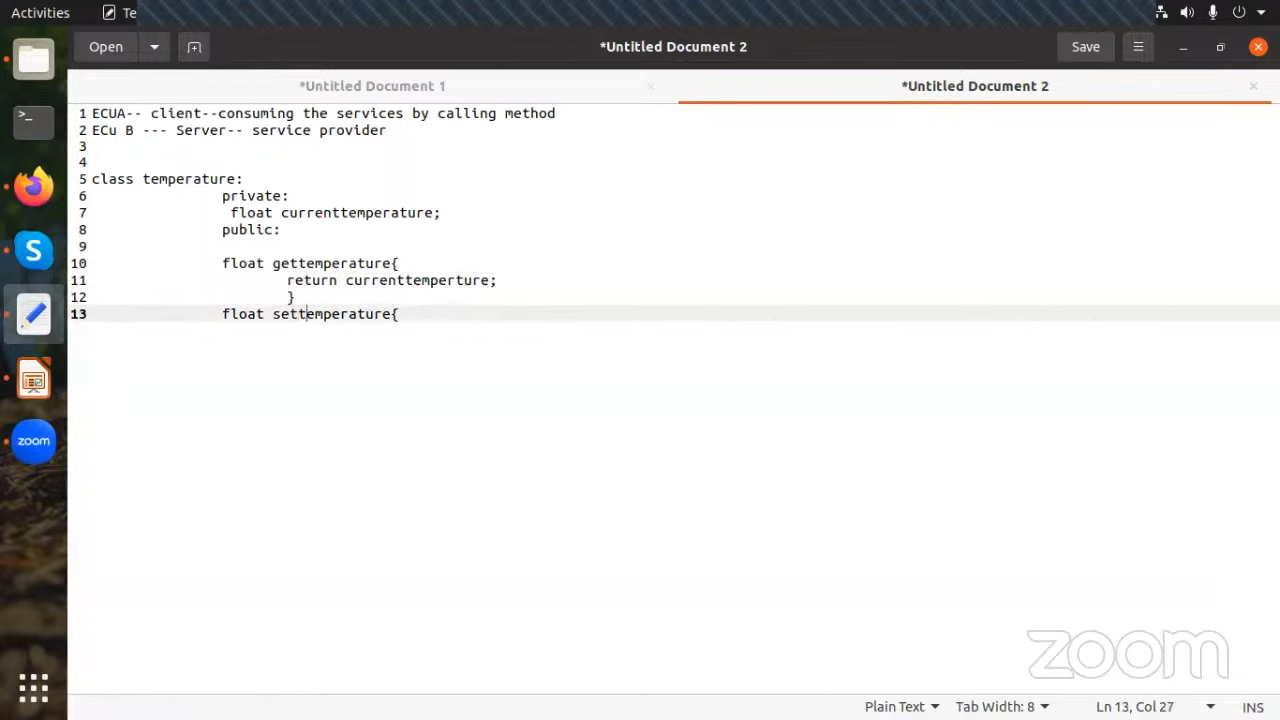 Activities
Te
Open
*Untitled Document 2
Save
*Untitled Document 1
*Untitled Document 2
1 ECUA-- client--consuming the services by calling method
2 ECu B --- Server-- service provider
3
4
5 class temperature:
6 private:
7 float currenttemperature;
8 public:
9
10 float gettemperature{
11 return currenttemperture;
12 }
13 float settemperature{
zoom
zoom
Plain Text
Tab Width: 8
Ln 13, Col 27
INS